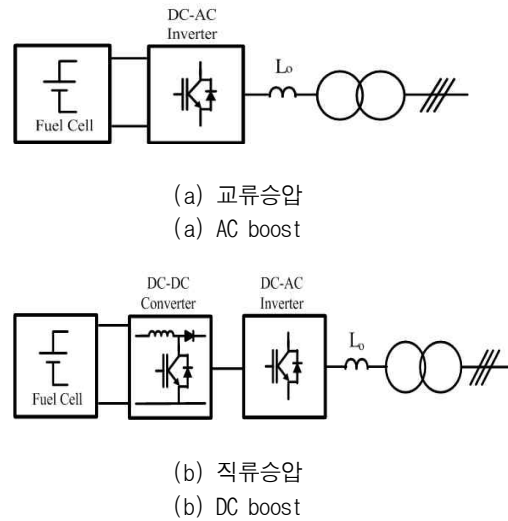 DC-AC
Inverter
Fuel Cell
Lo
(a) 교류승압
(a) AC boost
DC-DC
Converter
DC-AC
Inverter
Fuel Cell
Lo
(b) 직류승압
(b) DC boost